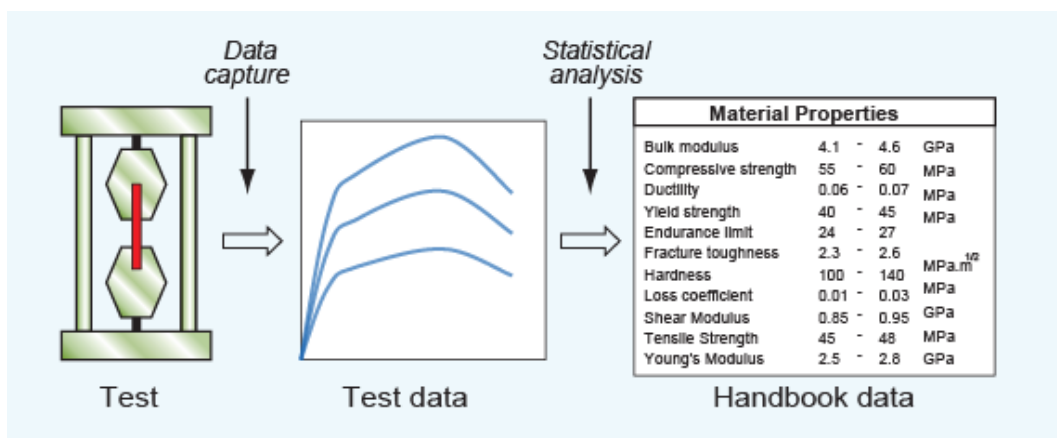 Data
capture
Statistical
analysis
Material Properties
Bulk modulus 4.1 - 4.6 GPa
Compressive strength 55 - 60 MPa
Ductility 0.06 - 0.07 MPa
Yield strength 40 - 45 MPa
Endurance limit 24 - 27
Fracture toughness 2.3 - 2.6 MPa.m1/2
Hardness 100 - 140 MPa
Loss coefficient 0.01 - 0.03
Shear Modulus 0.85 - 0.95 GPa
Tensile Strength 45 - 48 MPa
Young's Modulus 2.5 - 2.8 GPa
Test
Test data
Handbook data